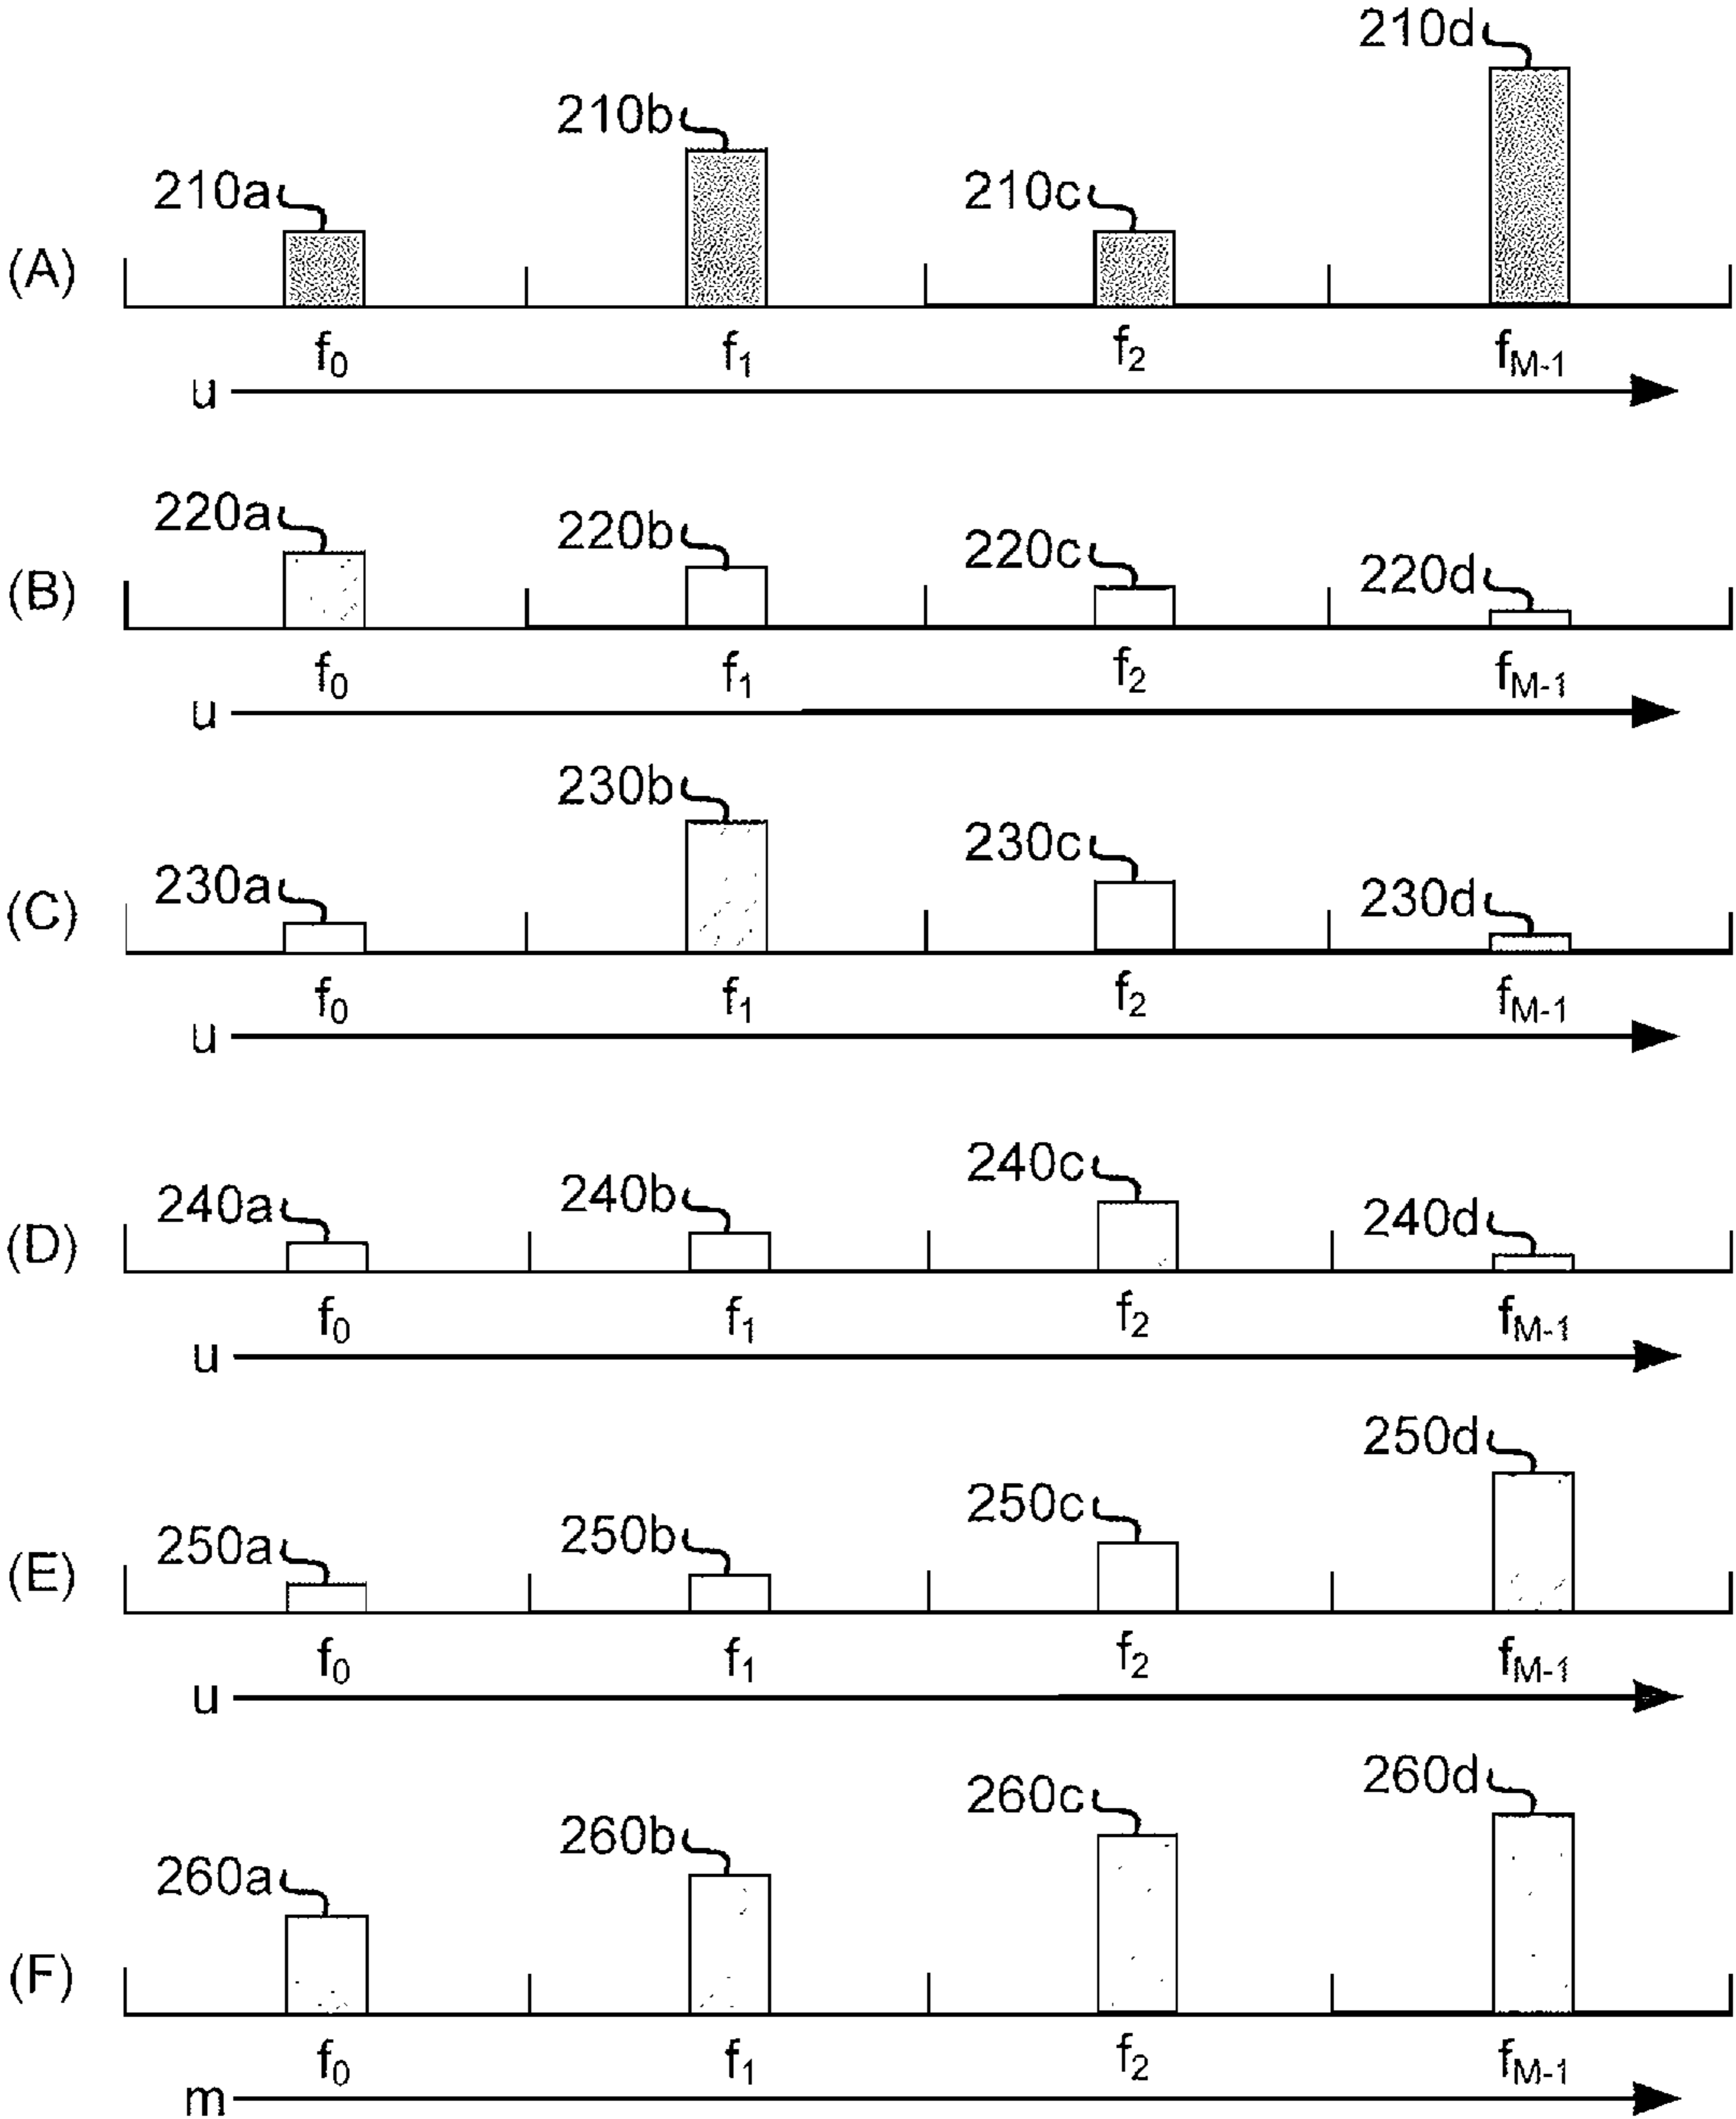 210d
210b
210a
210c
(A)
f0
f1
f2
fM-1
u
220a
220b
220c
220d
(B)
f0
f1
f2
fM-1
u
230b
230c
230a
230d
(C)
f0
f1
f2
fM-1
u
240c
240b
240a
240d
(D)
f0
f1
f2
fM-1
u
250d
250c
250b
250a
(E)
f0
f1
f2
fM-1
u
260d
260c
260b
260a
(F)
f0
f1
f2
fM-1
m